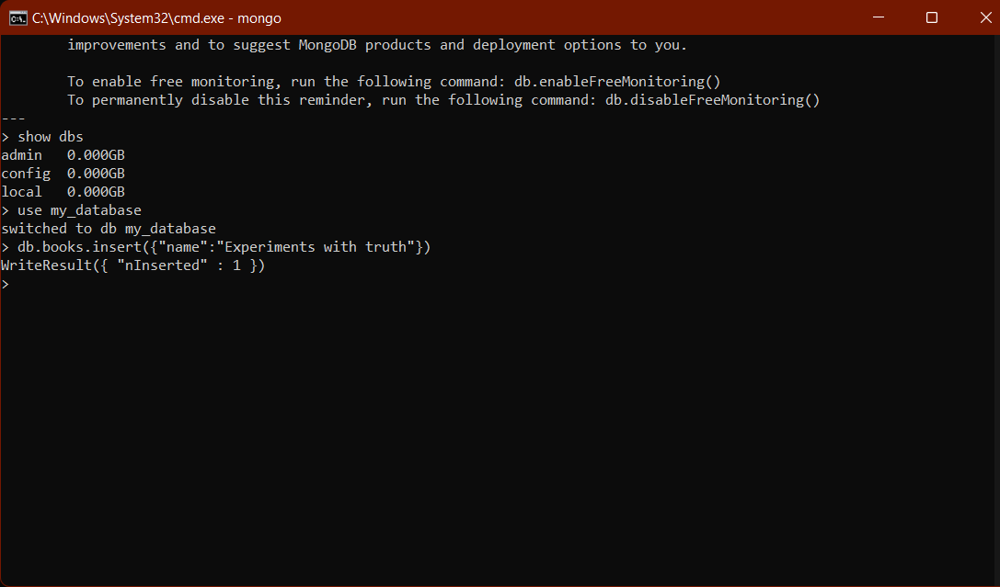 C:\Windows\System32\cmd.exe - mongo
improvements and to suggest MongoDB products and deployment options to you.
To enable free monitoring, run the following command: db.enableFreeMonitoring()
To permanently disable this reminder, run the following command: db.disableFreeMonitoring()
---
> show dbs
admin   0.000GB
config  0.000GB
local   0.000GB
> use my_database
switched to db my_database
> db.books.insert({"name":"Experiments with truth"})
WriteResult({ "nInserted" : 1 })
>